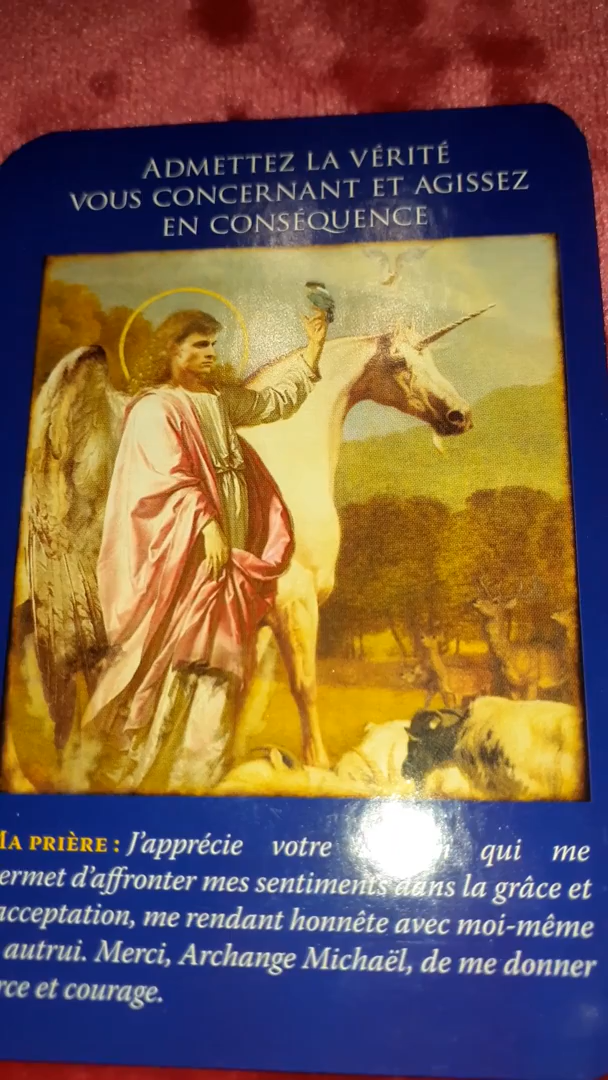 ADMETTEZ LA VÉRITÉ
VOUS CONCERNANT ET AGISSEZ
EN CONSÉQUENCE
MA PRIÈRE : J'apprécie votre qui me
ermet d'affronter mes sentiments dans la grâce et
acceptation, me rendant honnête avec moi-même
autrui. Merci, Archange Michaël, de me donner
rce et courage.